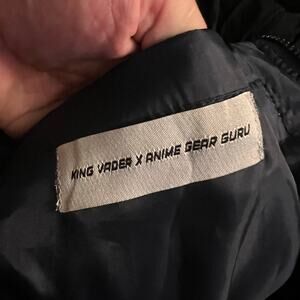 KING VADER X ANIME GEAR GURU